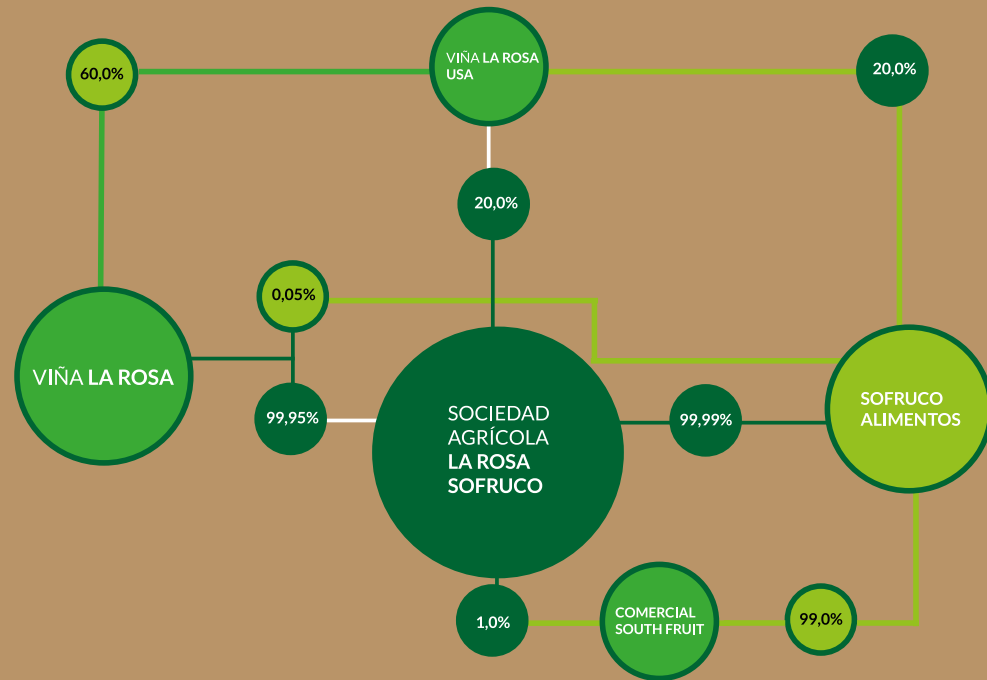 VIÑA LA ROSA
USA
60,0%
20,0%
20,0%
0,05%
VIÑA LA ROSA
99,95%
SOCIEDAD
AGRÍCOLA
LA ROSA
SOFRUCO
99,99%
SOFRUCO
ALIMENTOS
1,0%
COMERCIAL
SOUTH FRUIT
99,0%